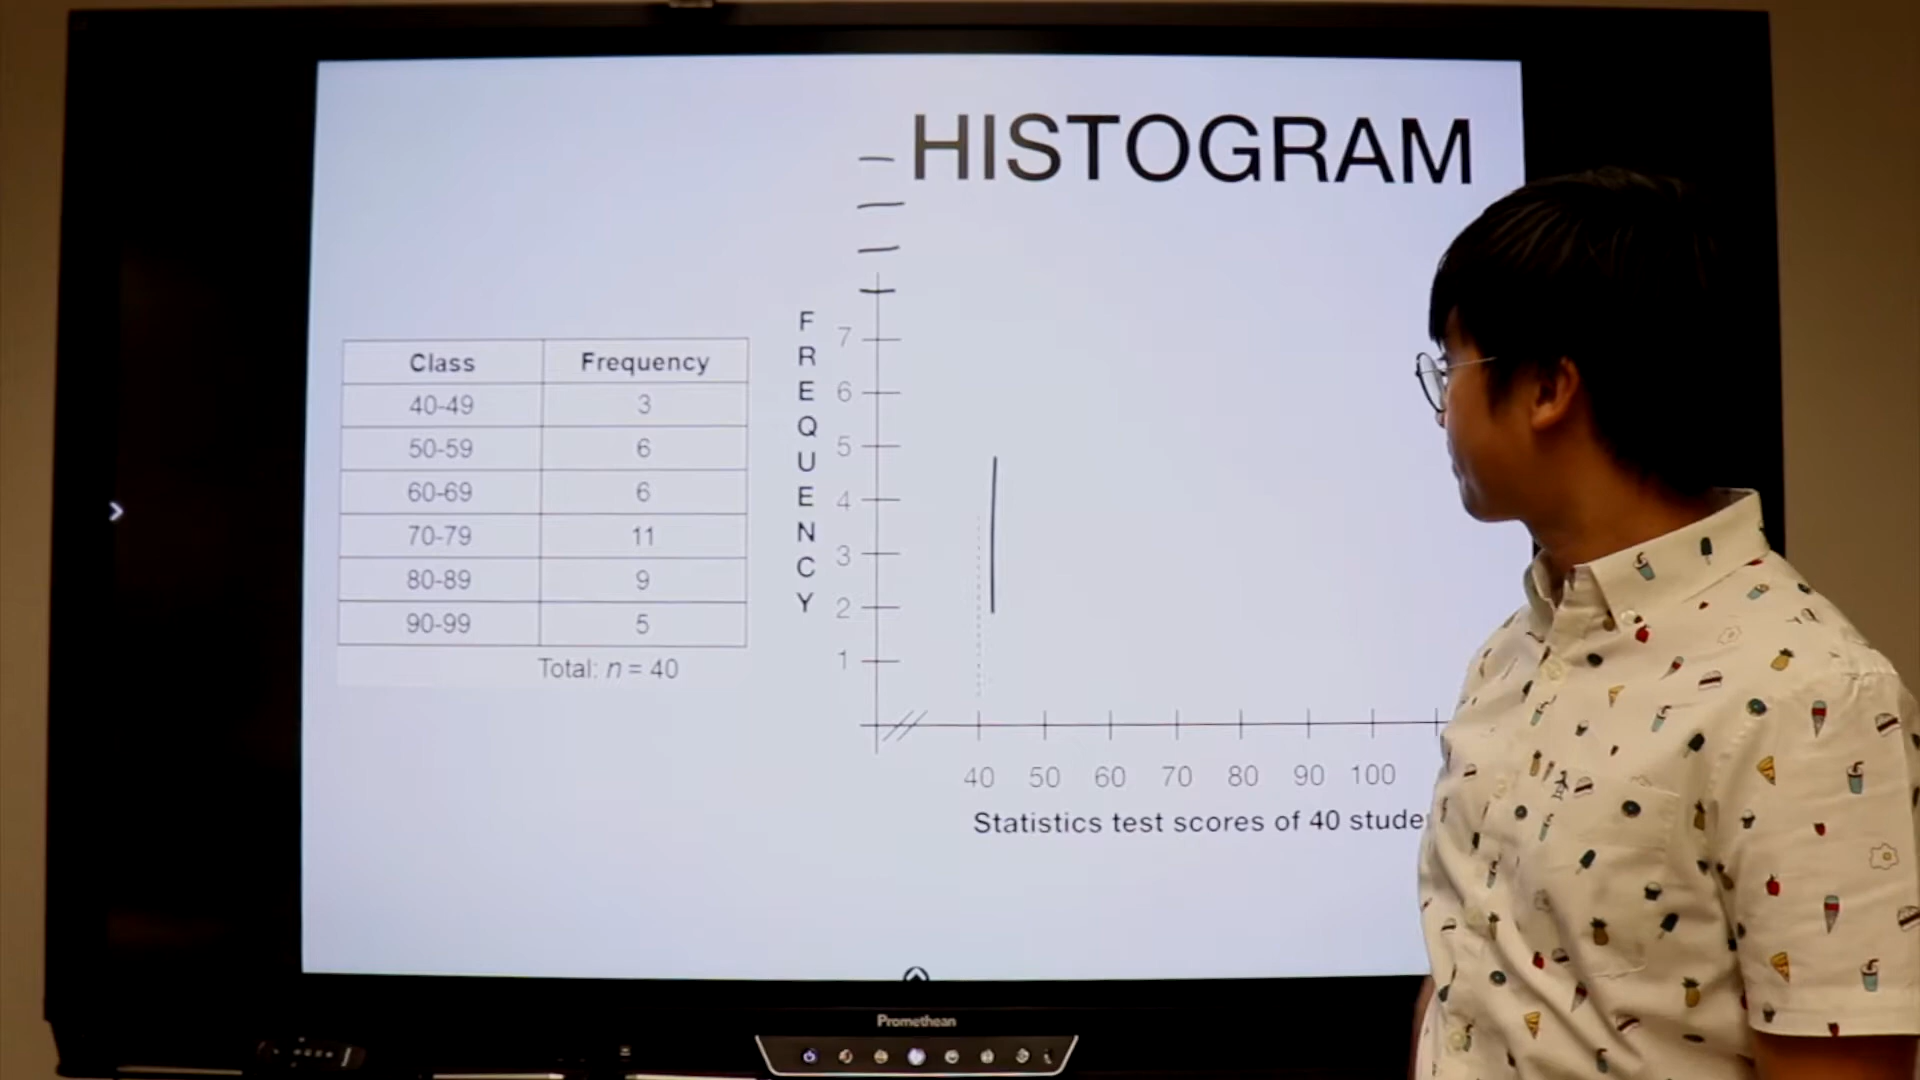 HISTOGRAM
Class Frequency
40-49 3
50-59 6
60-69 6
70-79 11
80-89 9
90-99 5
Total: n = 40
FREQUENCY
7
6
5
4
3
2
1
40 50 60 70 80 90 100
Statistics test scores of 40
Promethean